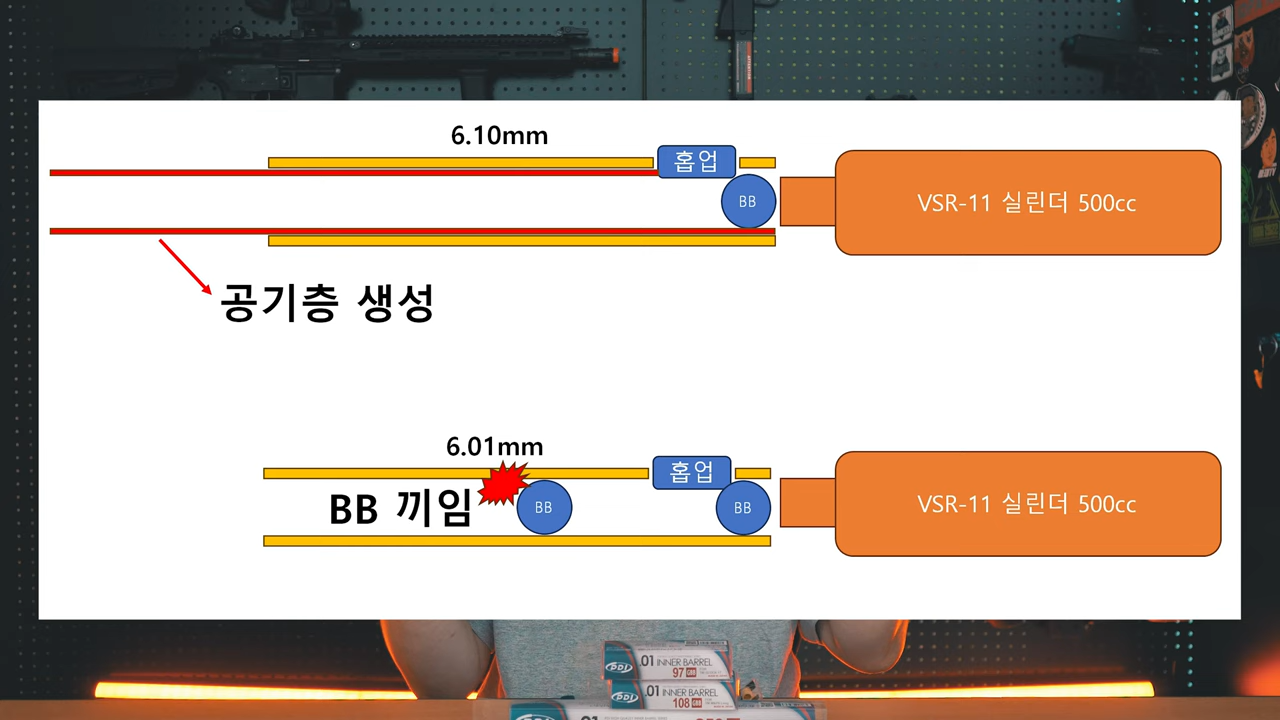 6.10mm
홉업
BB
VSR-11 실린더 500cc
공기층 생성
6.01mm
홉업
BB 끼임
BB
BB
VSR-11 실린더 500cc
PDI .01 INNER BARREL
97
PDI .01 INNER BARREL
108
PDI